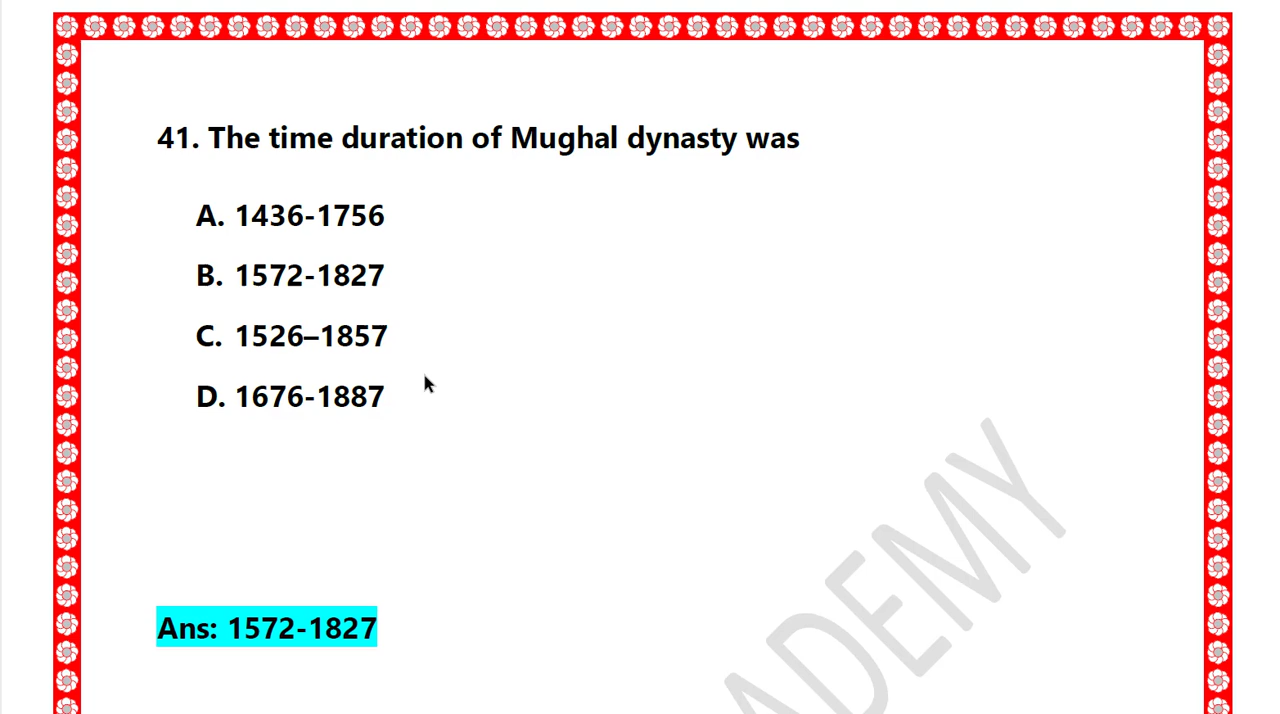 41. The time duration of Mughal dynasty was
A. 1436-1756
B. 1572-1827
C. 1526–1857
D. 1676-1887
Ans: 1572-1827
ADEMY